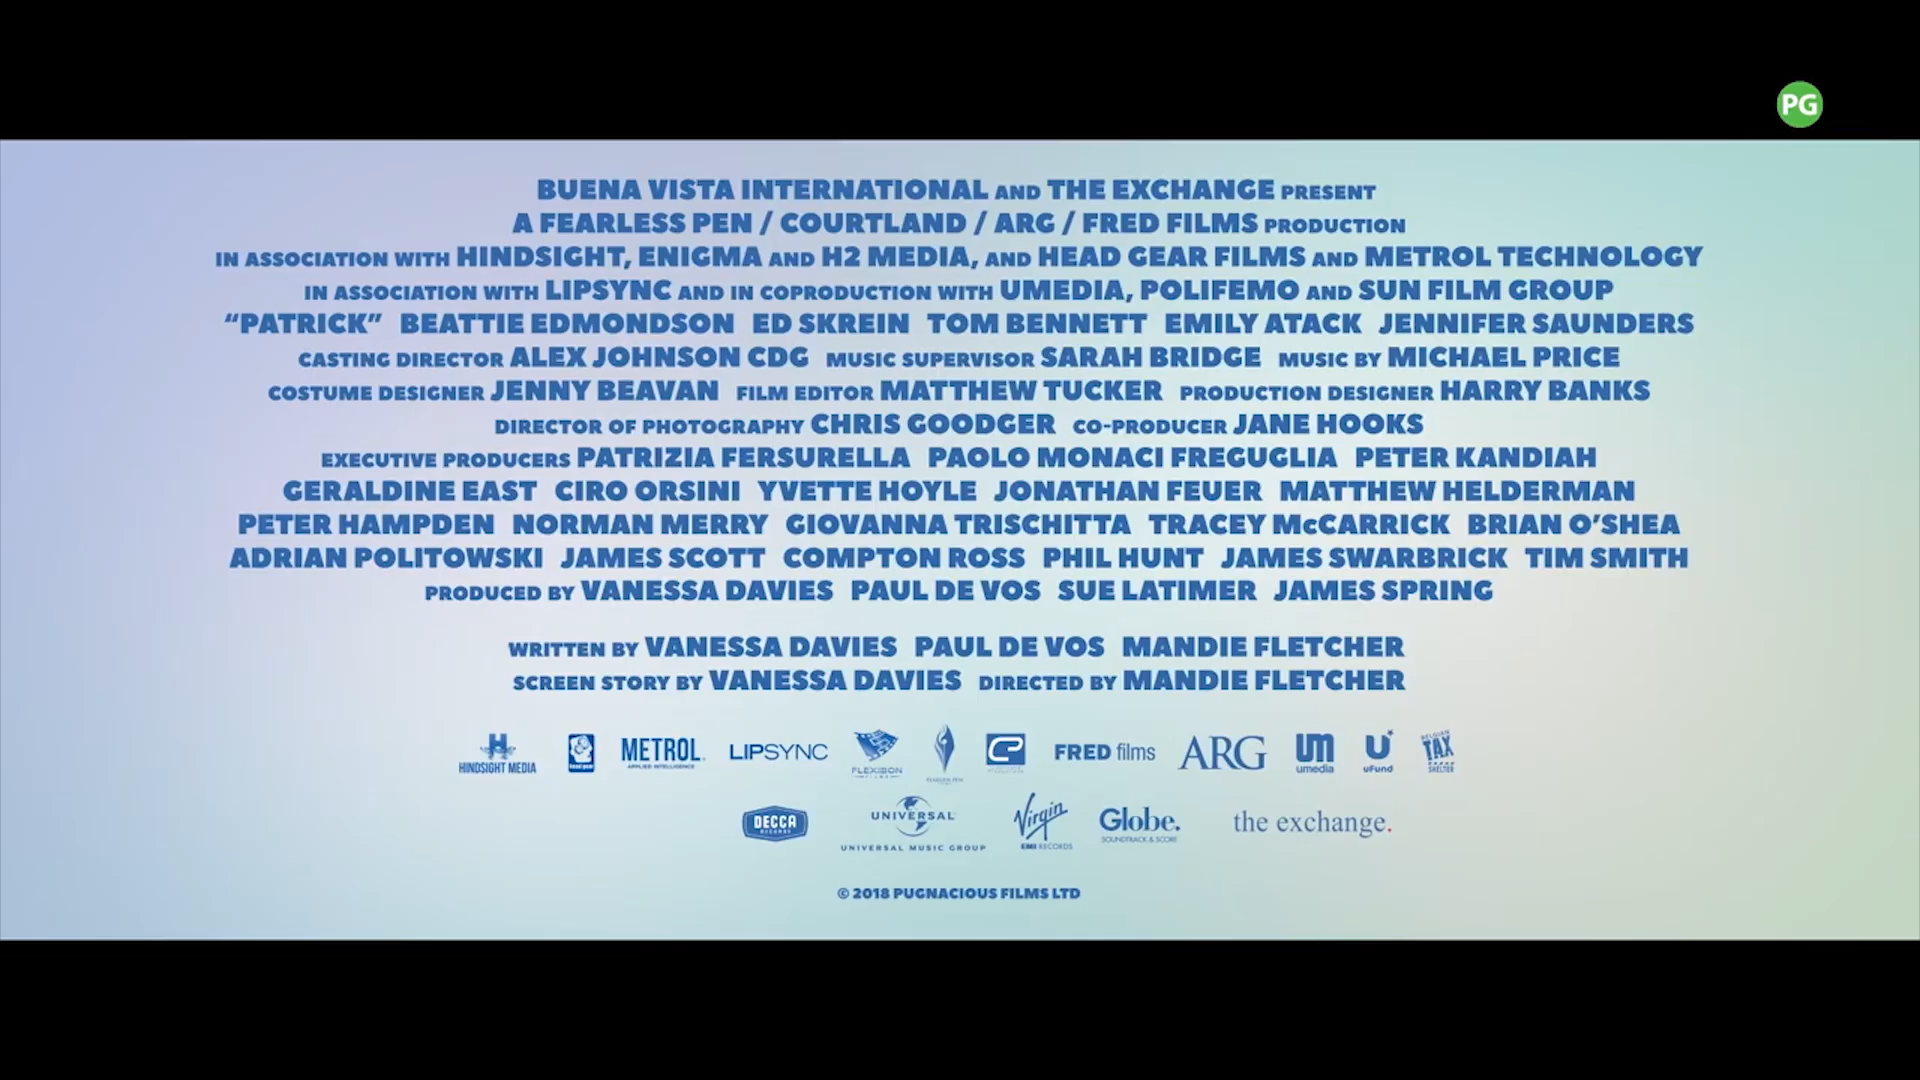 PG
BUENA VISTA INTERNATIONAL AND THE EXCHANGE PRESENT
A FEARLESS PEN / COURTLAND / ARG / FRED FILMS PRODUCTION
IN ASSOCIATION WITH HINDSIGHT, ENIGMA AND H2 MEDIA, AND HEAD GEAR FILMS AND METROL TECHNOLOGY
IN ASSOCIATION WITH LIPSYNC AND IN COPRODUCTION WITH UMEDIA, POLIFEMO AND SUN FILM GROUP
“PATRICK” BEATTIE EDMONDSON ED SKREIN TOM BENNETT EMILY ATACK JENNIFER SAUNDERS
CASTING DIRECTOR ALEX JOHNSON CDG MUSIC SUPERVISOR SARAH BRIDGE MUSIC BY MICHAEL PRICE
COSTUME DESIGNER JENNY BEAVAN FILM EDITOR MATTHEW TUCKER PRODUCTION DESIGNER HARRY BANKS
DIRECTOR OF PHOTOGRAPHY CHRIS GOODGER CO-PRODUCER JANE HOOKS
EXECUTIVE PRODUCERS PATRIZIA FERSURELLA PAOLO MONACI FREGUGLIA PETER KANDIAH
GERALDINE EAST CIRO ORSINI YVETTE HOYLE JONATHAN FEUER MATTHEW HELDERMAN
PETER HAMPDEN NORMAN MERRY GIOVANNA TRISCHITTA TRACEY McCARRICK BRIAN O’SHEA
ADRIAN POLITOWSKI JAMES SCOTT COMPTON ROSS PHIL HUNT JAMES SWARBRICK TIM SMITH
PRODUCED BY VANESSA DAVIES PAUL DE VOS SUE LATIMER JAMES SPRING
WRITTEN BY VANESSA DAVIES PAUL DE VOS MANDIE FLETCHER
SCREEN STORY BY VANESSA DAVIES DIRECTED BY MANDIE FLETCHER
HINDSIGHT MEDIA METROL APPLIED INTELLIGENCE LIPSYNC FLEXIBON FRED films ARG um umedia U uFund BELGIAN TAX SHELTER
DECCA RECORDS UNIVERSAL UNIVERSAL MUSIC GROUP Virgin EMI RECORDS Globe. SOUNDTRACK & SCORE the exchange.
© 2018 PUGNACIOUS FILMS LTD